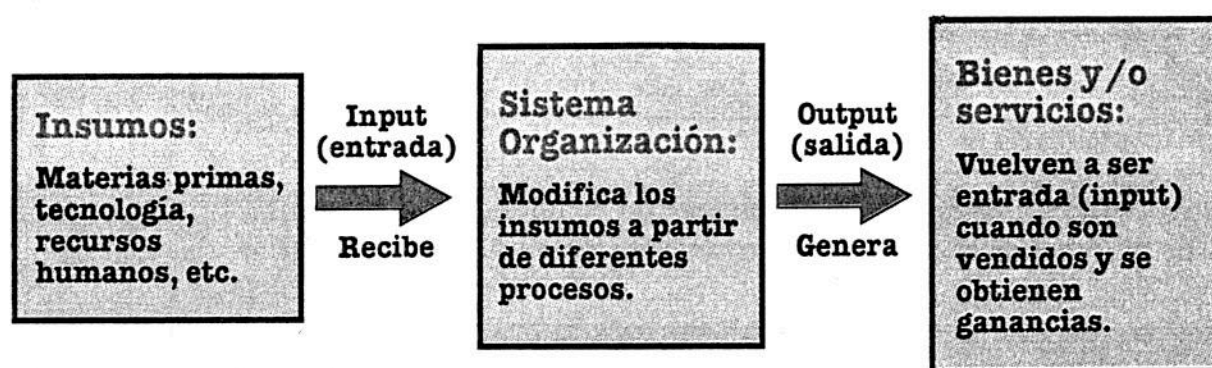 Insumos:
Materias primas,
tecnología,
recursos
humanos, etc.
Input
(entrada)
Recibe
Sistema
Organización:
Modifica los
insumos a partir
de diferentes
procesos.
Output
(salida)
Genera
Bienes y/o
servicios:
Vuelven a ser
entrada (input)
cuando son
vendidos y se
obtienen
ganancias.